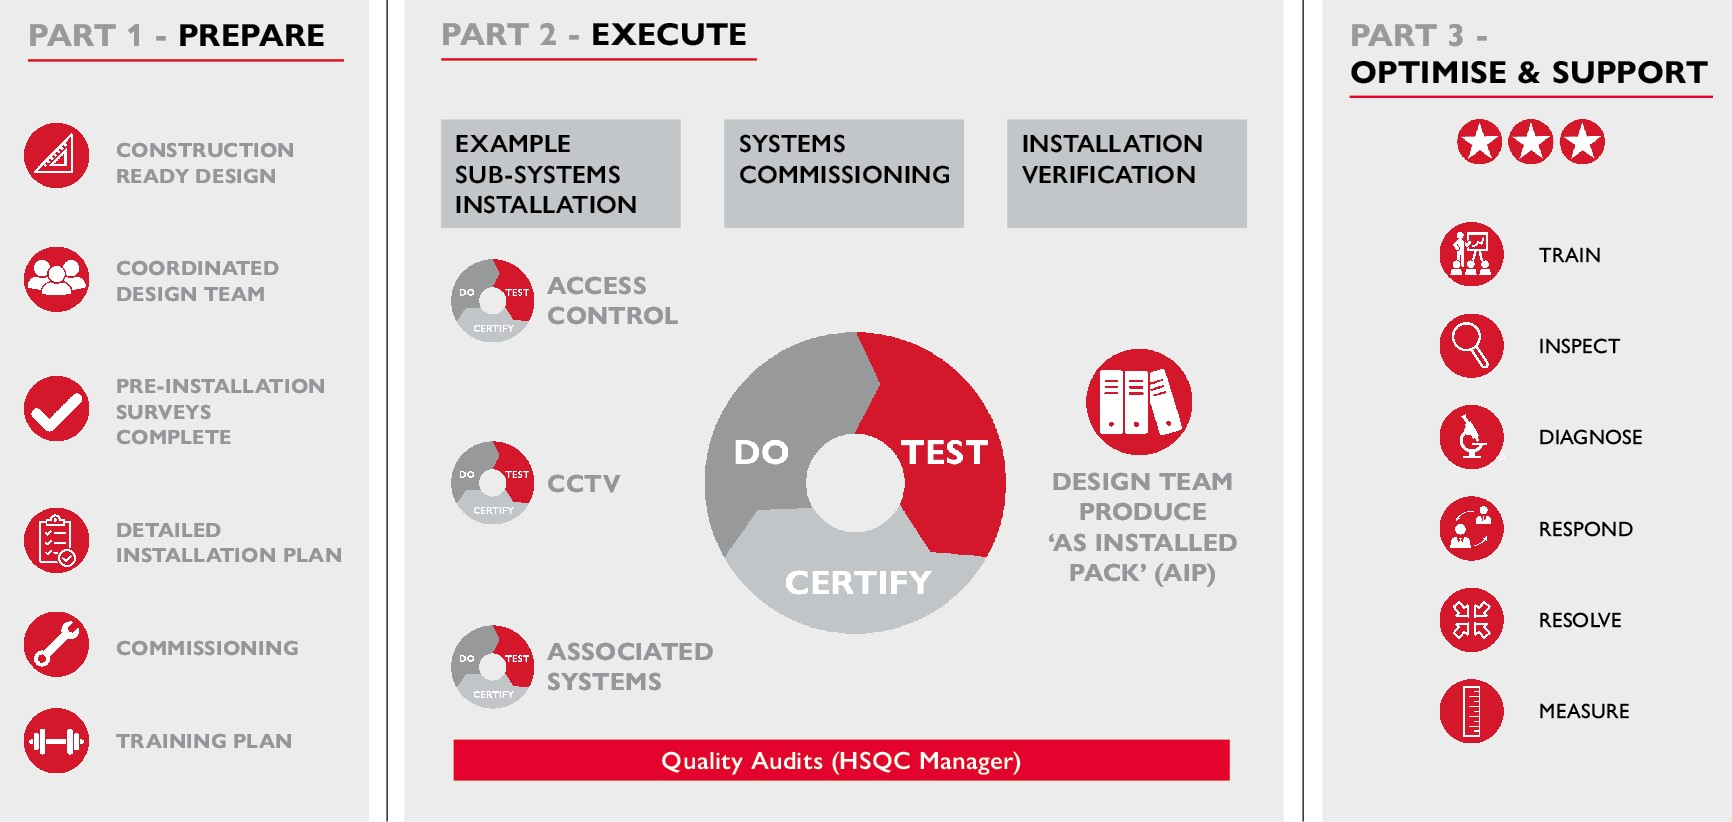 PART 1 - PREPARE
CONSTRUCTION
READY DESIGN
COORDINATED
DESIGN TEAM
PRE-INSTALLATION
SURVEYS
COMPLETE
DETAILED
INSTALLATION PLAN
COMMISSIONING
TRAINING PLAN
PART 2 - EXECUTE
EXAMPLE
SUB-SYSTEMS
INSTALLATION
DO
TEST
CERTIFY
ACCESS
CONTROL
DO
TEST
CERTIFY
CCTV
DO
TEST
CERTIFY
ASSOCIATED
SYSTEMS
SYSTEMS
COMMISSIONING
DO
TEST
CERTIFY
INSTALLATION
VERIFICATION
DESIGN TEAM
PRODUCE
‘AS INSTALLED
PACK’ (AIP)
Quality Audits (HSQC Manager)
PART 3 -
OPTIMISE & SUPPORT
TRAIN
INSPECT
DIAGNOSE
RESPOND
RESOLVE
MEASURE